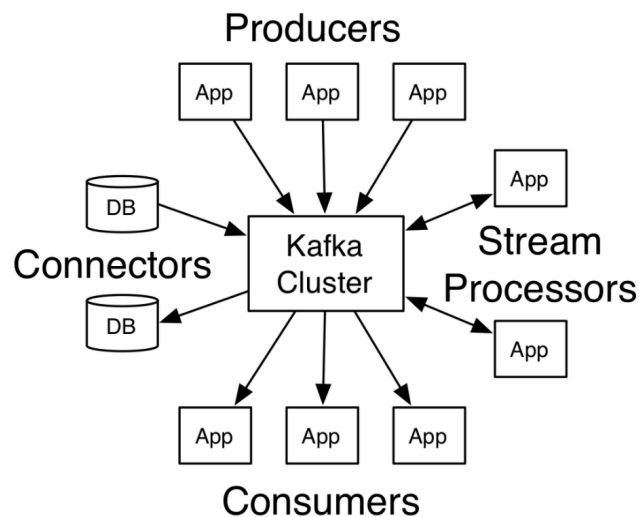 Producers
App
App
App
DB
App
Kafka
Cluster
Stream
Processors
Connectors
DB
App
App
App
App
Consumers